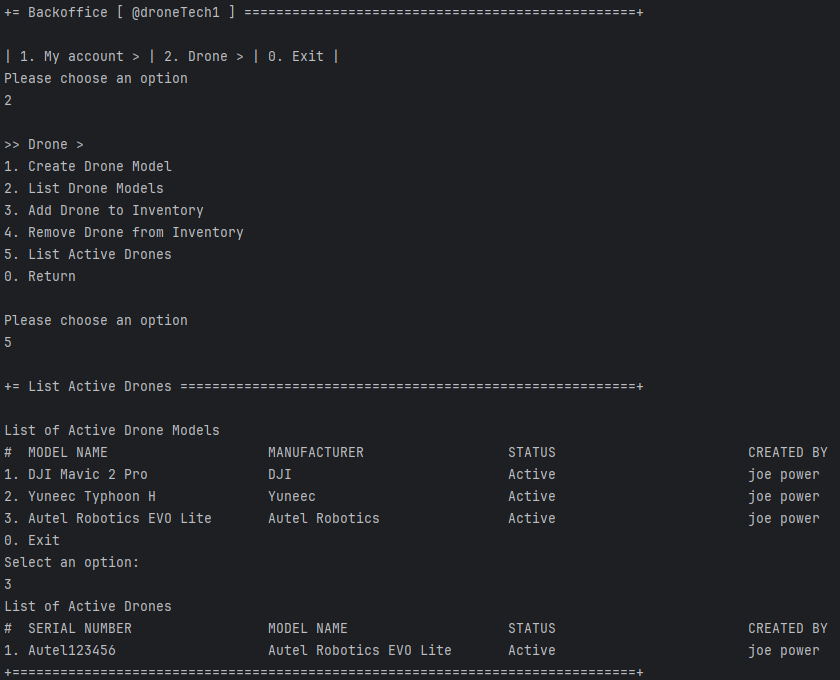 += Backoffice [ @droneTech1 ] =================================================+
| 1. My account > | 2. Drone > | 0. Exit |
Please choose an option
2
>> Drone >
1. Create Drone Model
2. List Drone Models
3. Add Drone to Inventory
4. Remove Drone from Inventory
5. List Active Drones
0. Return
Please choose an option
5
+= List Active Drones =========================================================+
List of Active Drone Models
#  MODEL NAME                    MANUFACTURER                  STATUS                        CREATED BY
1. DJI Mavic 2 Pro               DJI                           Active                        joe power
2. Yuneec Typhoon H              Yuneec                        Active                        joe power
3. Autel Robotics EVO Lite       Autel Robotics                Active                        joe power
0. Exit
Select an option:
3
List of Active Drones
#  SERIAL NUMBER                 MODEL NAME                    STATUS                        CREATED BY
1. Autel123456                   Autel Robotics EVO Lite       Active                        joe power
+==============================================================================+